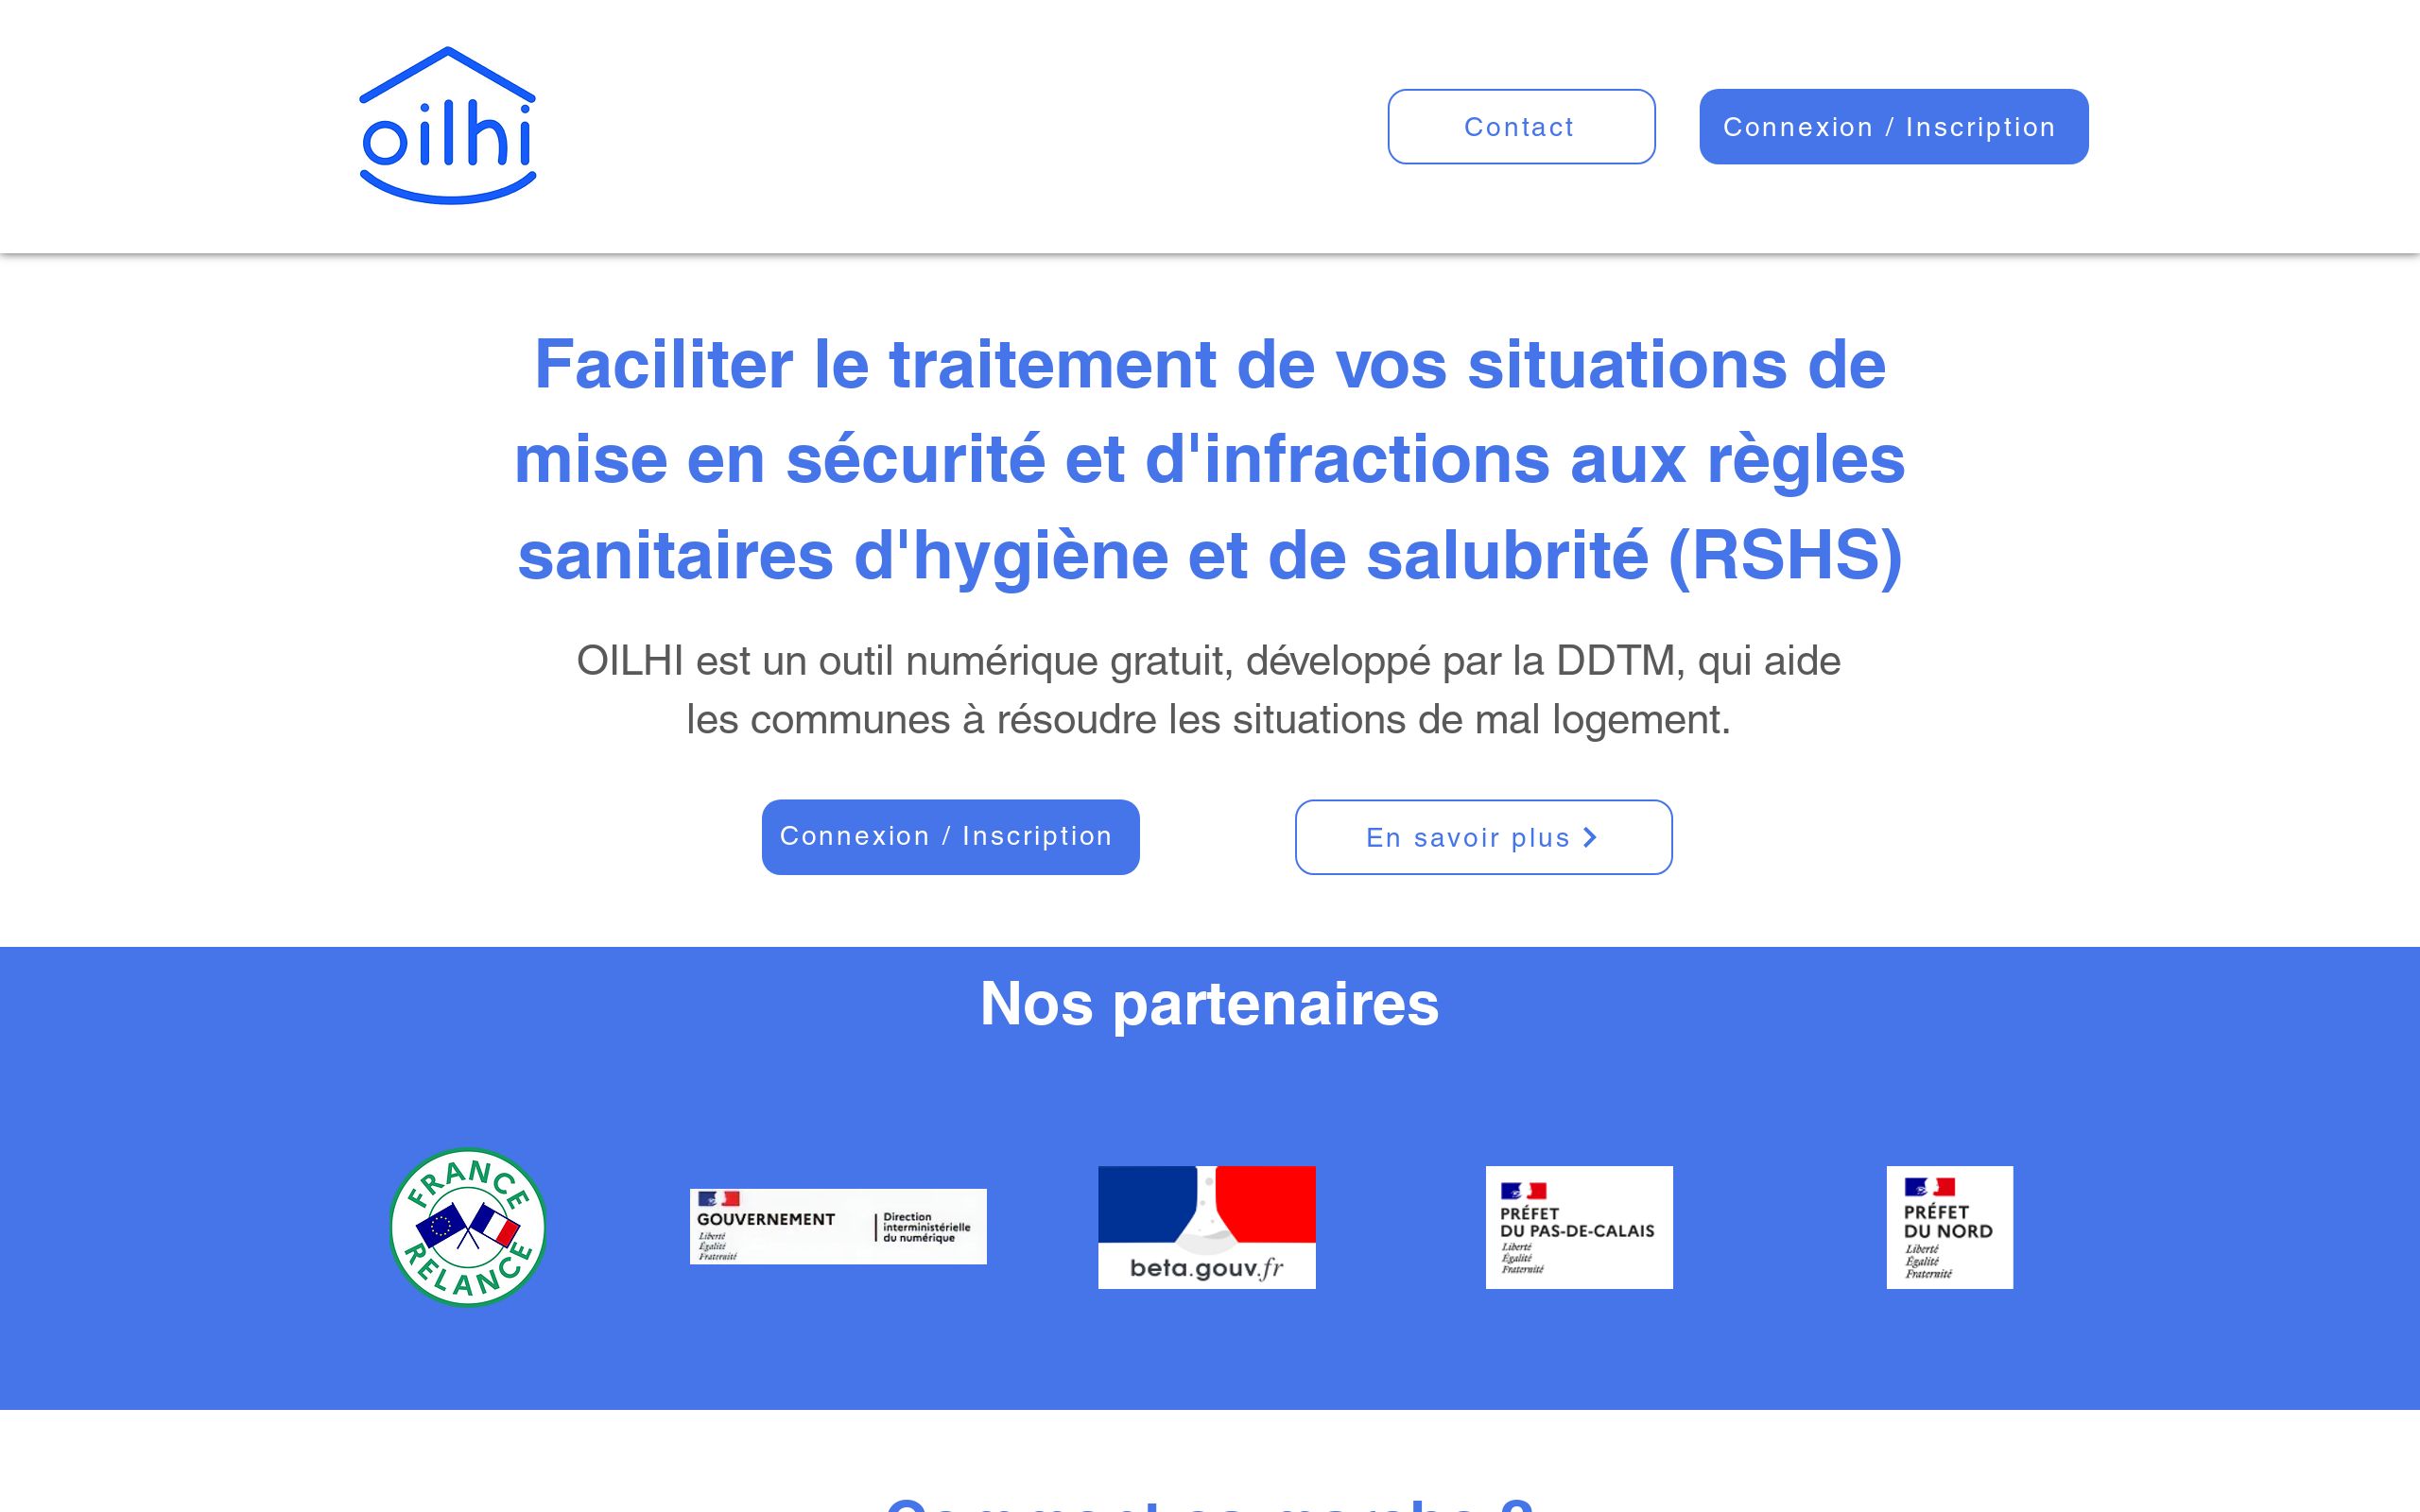 oilhi
Contact
Connexion / Inscription
Faciliter le traitement de vos situations de
mise en sécurité et d'infractions aux règles
sanitaires d'hygiène et de salubrité (RSHS)
OILHI est un outil numérique gratuit, développé par la DDTM, qui aide
les communes à résoudre les situations de mal logement.
Connexion / Inscription
En savoir plus
Nos partenaires
FRANCE
RELANCE
GOUVERNEMENT
Liberté
Égalité
Fraternité
Direction
interministérielle
du numérique
beta.gouv.fr
PRÉFET
DU PAS-DE-CALAIS
Liberté
Égalité
Fraternité
PRÉFET
DU NORD
Liberté
Égalité
Fraternité